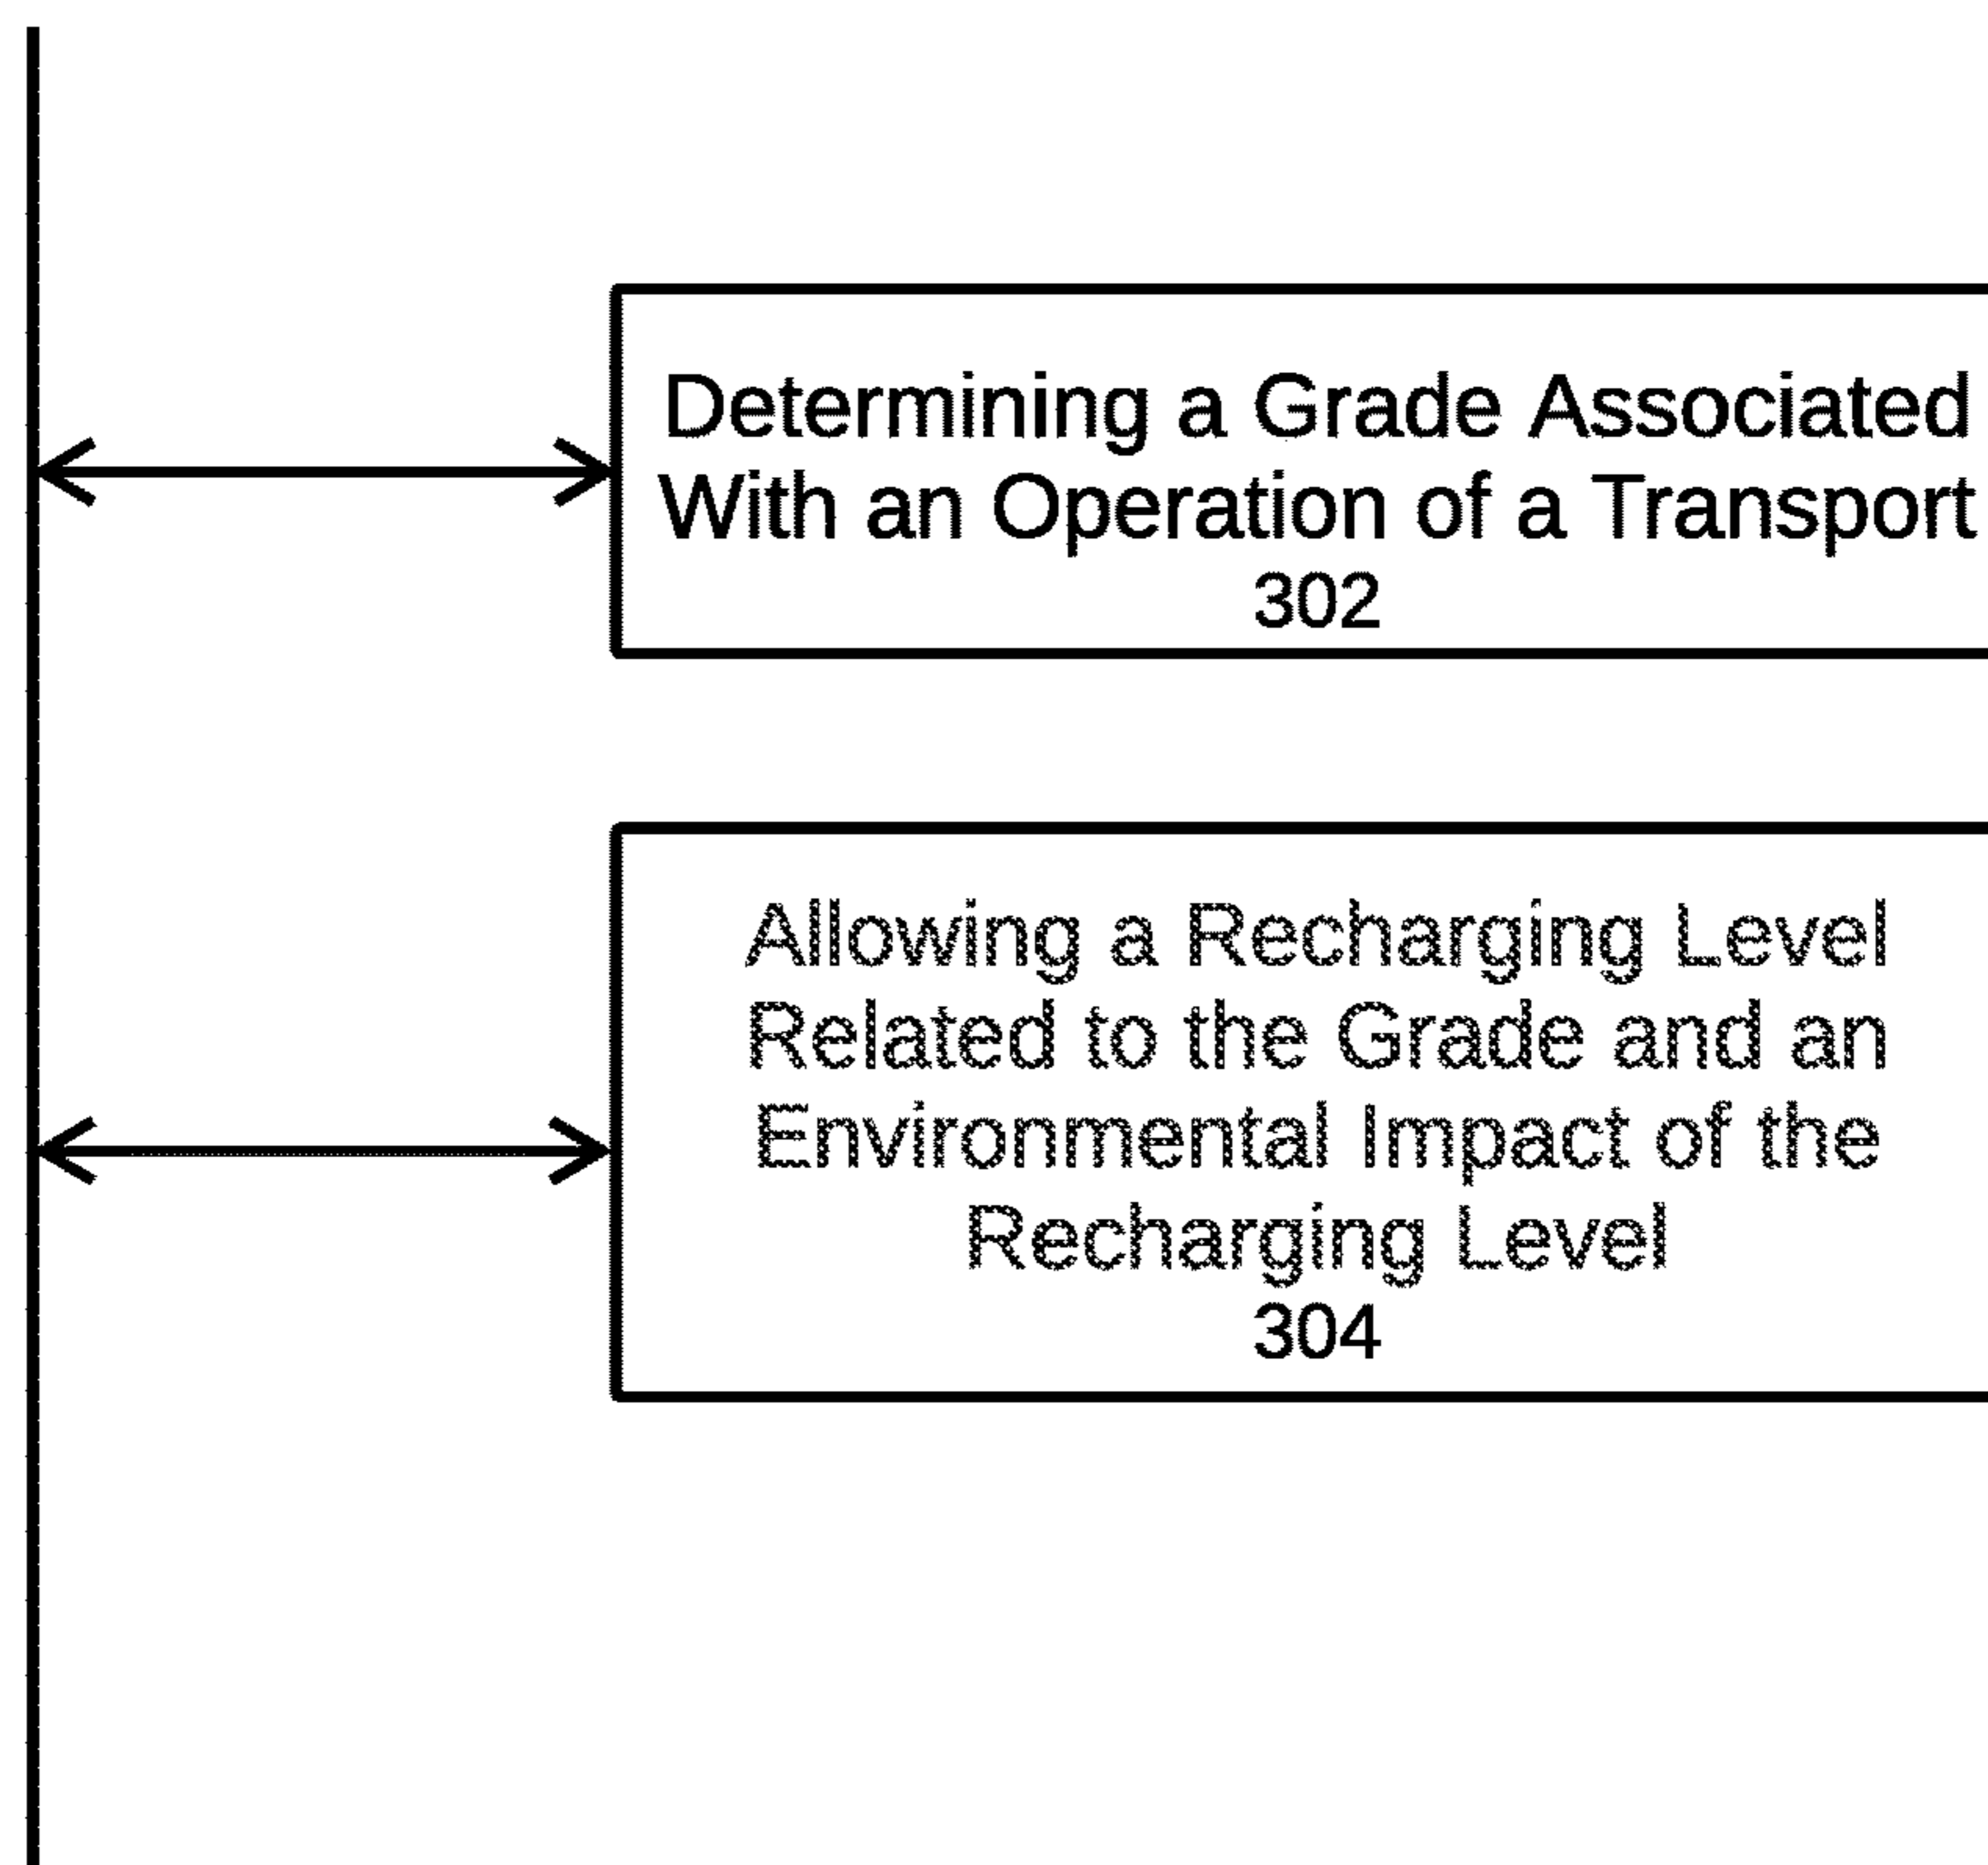 Determining a Grade Associated
With an Operation of a Transport
302
Allowing a Recharging Level
Related to the Grade and an
Environmental Impact of the
Recharging Level
304